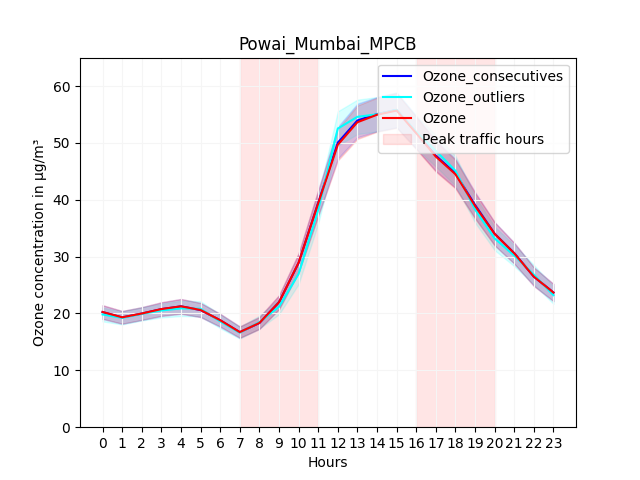 Powai_Mumbai_MPCB
Ozone_consecutives
Ozone_outliers
Ozone
Peak traffic hours
Ozone concentration in μg/m³
60
50
40
30
20
10
0
0 1 2 3 4 5 6 7 8 9 10 11 12 13 14 15 16 17 18 19 20 21 22 23
Hours